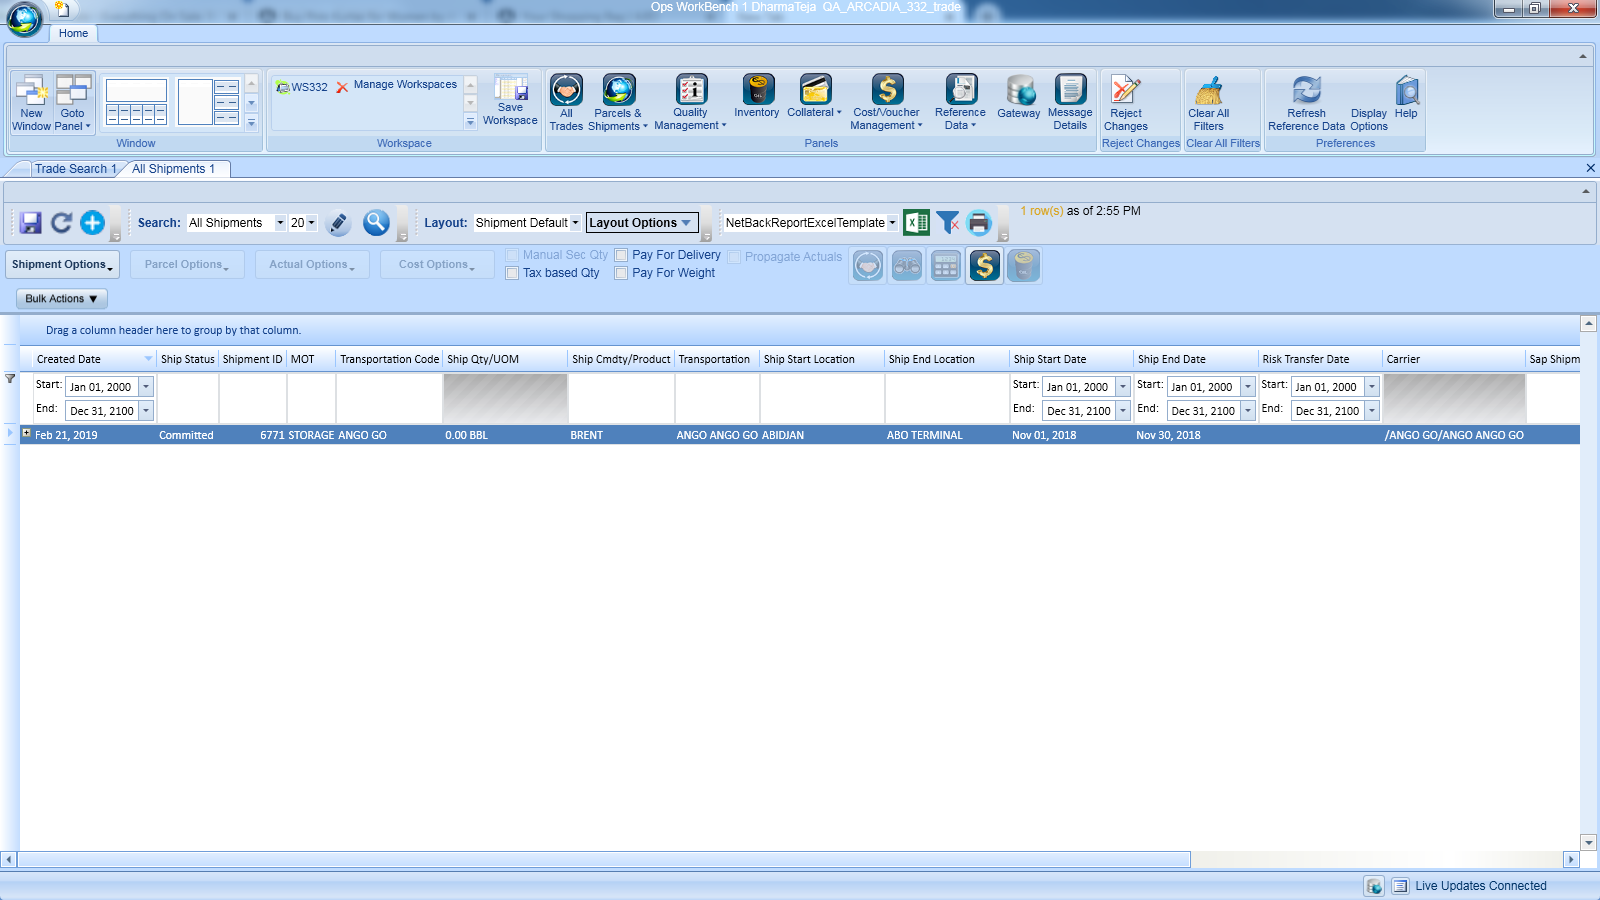 Ops WorkBench 1 DharmaTeja QA_ARCADIA_332_trade
Home
New Window
Goto Panel
Window
WS332
Manage Workspaces
Save Workspace
Workspace
All Trades
Parcels & Shipments
Quality Management
Inventory
Collateral
Cost/Voucher Management
Reference Data
Gateway
Message Details
Panels
Reject Changes
Reject Changes
Clear All Filters
Clear All Filters
Refresh Reference Data
Display Options
Help
Preferences
Trade Search 1
All Shipments 1
Search: All Shipments 20
Layout: Shipment Default
Layout Options
NetBackReportExcelTemplate
1 row(s) as of 2:55 PM
Shipment Options
Parcel Options
Actual Options
Cost Options
Manual Sec Qty
Pay For Delivery
Propagate Actuals
Tax based Qty
Pay For Weight
Bulk Actions
Drag a column header here to group by that column.
Created Date Ship Status Shipment ID MOT Transportation Code Ship Qty/UOM Ship Cmdty/Product Transportation Ship Start Location Ship End Location Ship Start Date Ship End Date Risk Transfer Date Carrier Sap Shipm
Start: Jan 01, 2000 Start: Jan 01, 2000 Start: Jan 01, 2000 Start: Jan 01, 2000
End: Dec 31, 2100 End: Dec 31, 2100 End: Dec 31, 2100 End: Dec 31, 2100
Feb 21, 2019 Committed 6771 STORAGE ANGO GO 0.00 BBL BRENT ANGO ANGO GO ABIDJAN ABO TERMINAL Nov 01, 2018 Nov 30, 2018 /ANGO GO/ANGO ANGO GO
Live Updates Connected